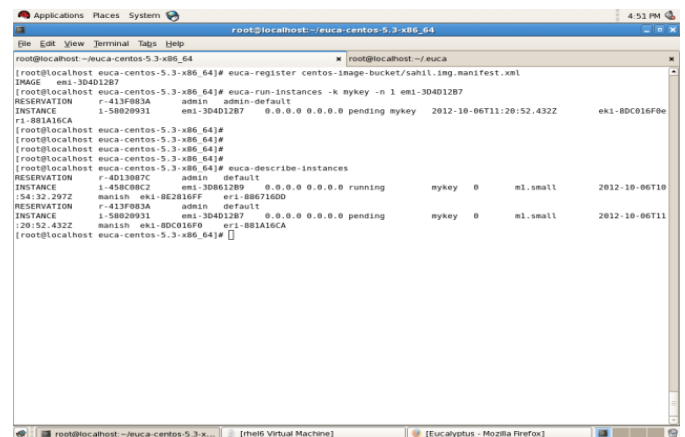 Applications Places System 4:51 PM
root@localhost:~/euca-centos-5.3-x86_64
File Edit View Terminal Tabs Help
root@localhost:~/euca-centos-5.3-x86_64 root@localhost:~/.euca
[root@localhost euca-centos-5.3-x86_64]# euca-register centos-image-bucket/sahil.img.manifest.xml
IMAGE emi-3D4D12B7
[root@localhost euca-centos-5.3-x86_64]# euca-run-instances -k mykey -n 1 emi-3D4D12B7
RESERVATION r-413F083A admin admin-default
INSTANCE i-58020931 emi-3D4D12B7 0.0.0.0 0.0.0.0 pending mykey 2012-10-06T11:20:52.432Z eki-8DC016F0e
ri-881A16CA
[root@localhost euca-centos-5.3-x86_64]#
[root@localhost euca-centos-5.3-x86_64]#
[root@localhost euca-centos-5.3-x86_64]#
[root@localhost euca-centos-5.3-x86_64]#
[root@localhost euca-centos-5.3-x86_64]# euca-describe-instances
RESERVATION r-4D13087C admin default
INSTANCE i-458C08C2 emi-3D8612B9 0.0.0.0 0.0.0.0 running mykey 0 m1.small 2012-10-06T10
:54:32.297Z manish eki-8E2816FF eri-886716DD
RESERVATION r-413F083A admin default
INSTANCE i-58020931 emi-3D4D12B7 0.0.0.0 0.0.0.0 pending mykey 0 m1.small 2012-10-06T11
:20:52.432Z manish eki-8DC016F0 eri-881A16CA
[root@localhost euca-centos-5.3-x86_64]#
root@localhost:~/euca-centos-5.3-x... [rhel6 Virtual Machine] [Eucalyptus - Mozilla Firefox]